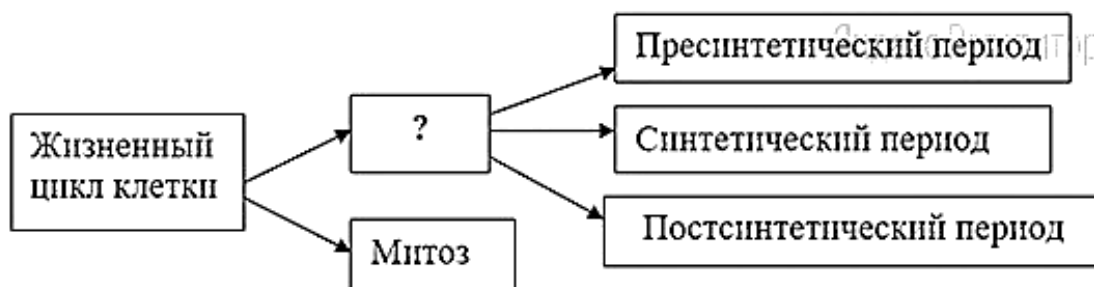 Пресинтетический период
?
Жизненный
цикл клетки
Синтетический период
Митоз
Постсинтетический период